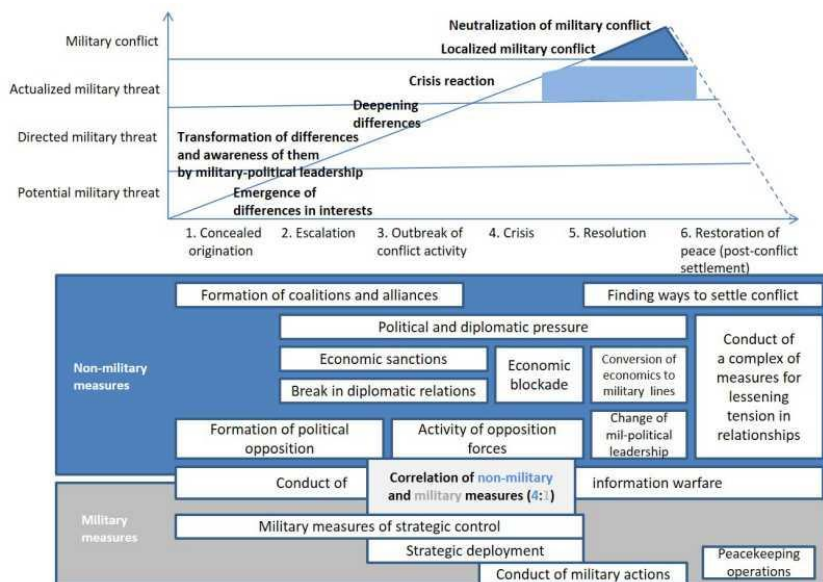 Military conflict
Actualized military threat
Directed military threat
Potential military threat
Neutralization of military conflict
Localized military conflict
Crisis reaction
Deepening
differences
Transformation of differences
and awareness of them
by military-political leadership
Emergence of
differences in interests
1. Concealed
origination
2. Escalation
3. Outbreak of
conflict activity
4. Crisis
5. Resolution
6. Restoration of
peace (post-conflict
settlement)
Non-military
measures
Formation of coalitions and alliances
Finding ways to settle conflict
Political and diplomatic pressure
Economic sanctions
Break in diplomatic relations
Economic
blockade
Conversion of
economics to
military lines
Conduct of
a complex of
measures for
lessening
tension in
relationships
Formation of political
opposition
Activity of opposition
forces
Change of
mil-political
leadership
Conduct of
Correlation of non-military
and military measures (4:1)
information warfare
Military
measures
Military measures of strategic control
Strategic deployment
Conduct of military actions
Peacekeeping
operations